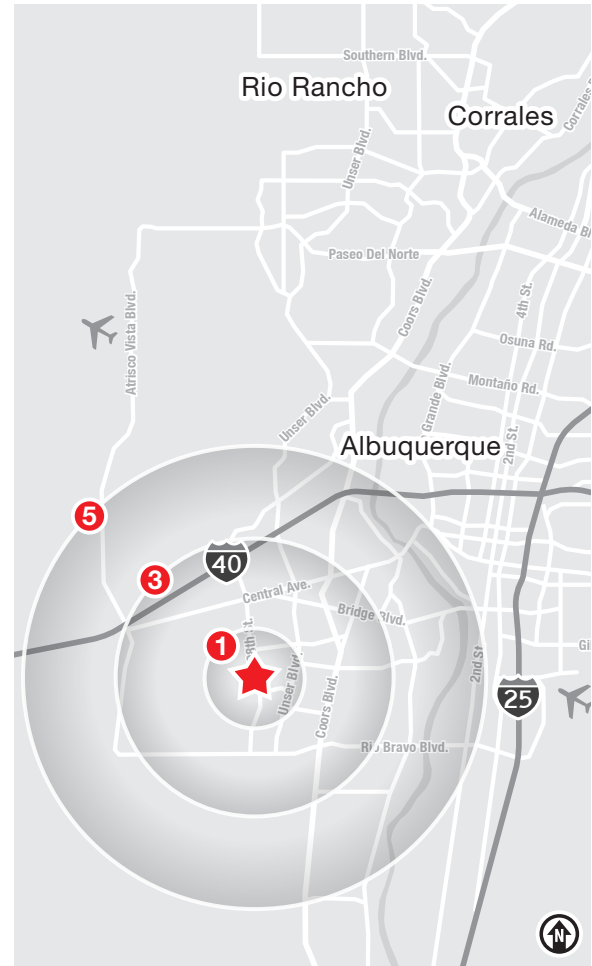 Southern Blvd.
Rio Rancho
Corrales
Unser Blvd.
Paseo Del Norte
Coors Blvd.
4th St.
Atrisco Vista Blvd.
Osuna Rd.
Montaño Rd.
Grande Blvd.
2nd St.
Unser Blvd.
Albuquerque
5
40
3
Central Ave.
Bridge Blvd.
1
Unser Blvd.
Coors Blvd.
2nd St.
25
Rio Bravo Blvd.
N